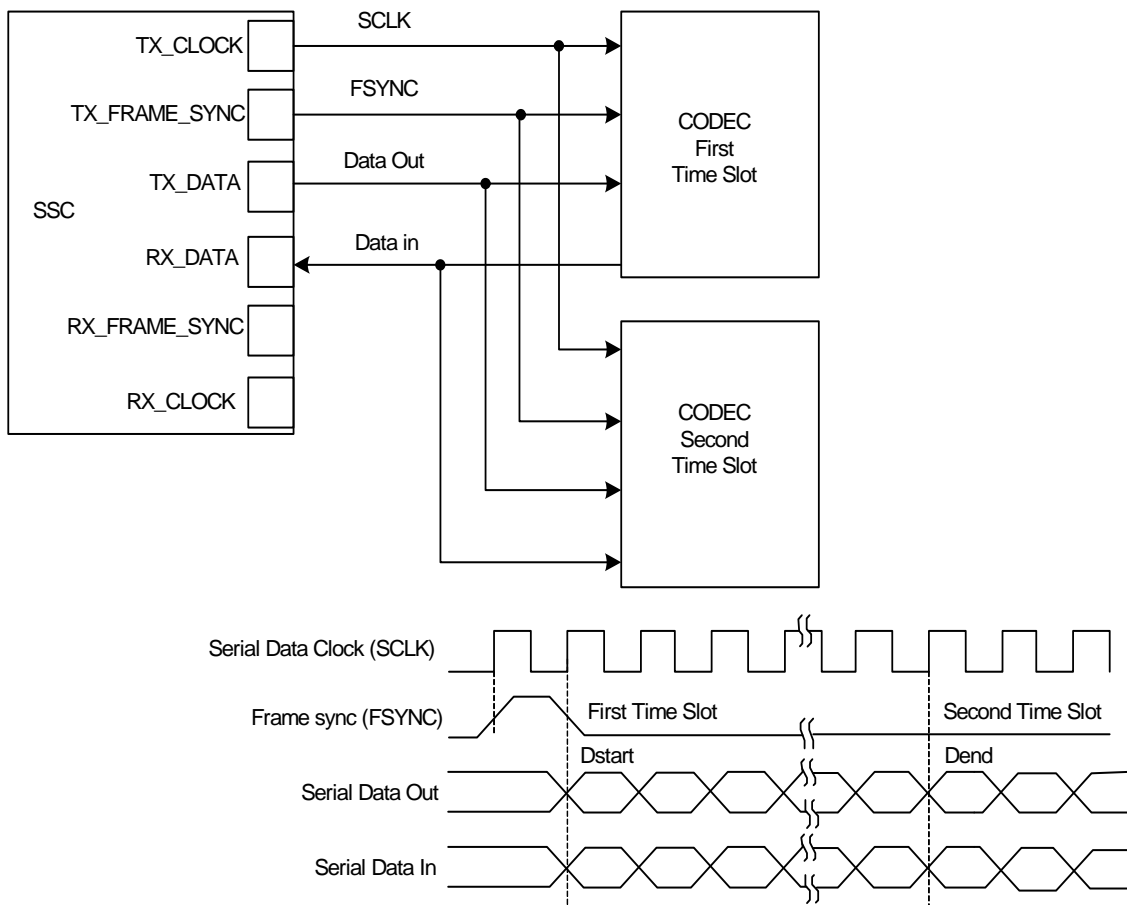 SCLK
TX_CLOCK
FSYNC
TX_FRAME_SYNC
CODEC
First
Time Slot
Data Out
TX_DATA
SSC
Data in
RX_DATA
RX_FRAME_SYNC
RX_CLOCK
CODEC
Second
Time Slot
Serial Data Clock (SCLK)
Frame sync (FSYNC)
First Time Slot
Second Time Slot
Dstart
Dend
Serial Data Out
Serial Data In